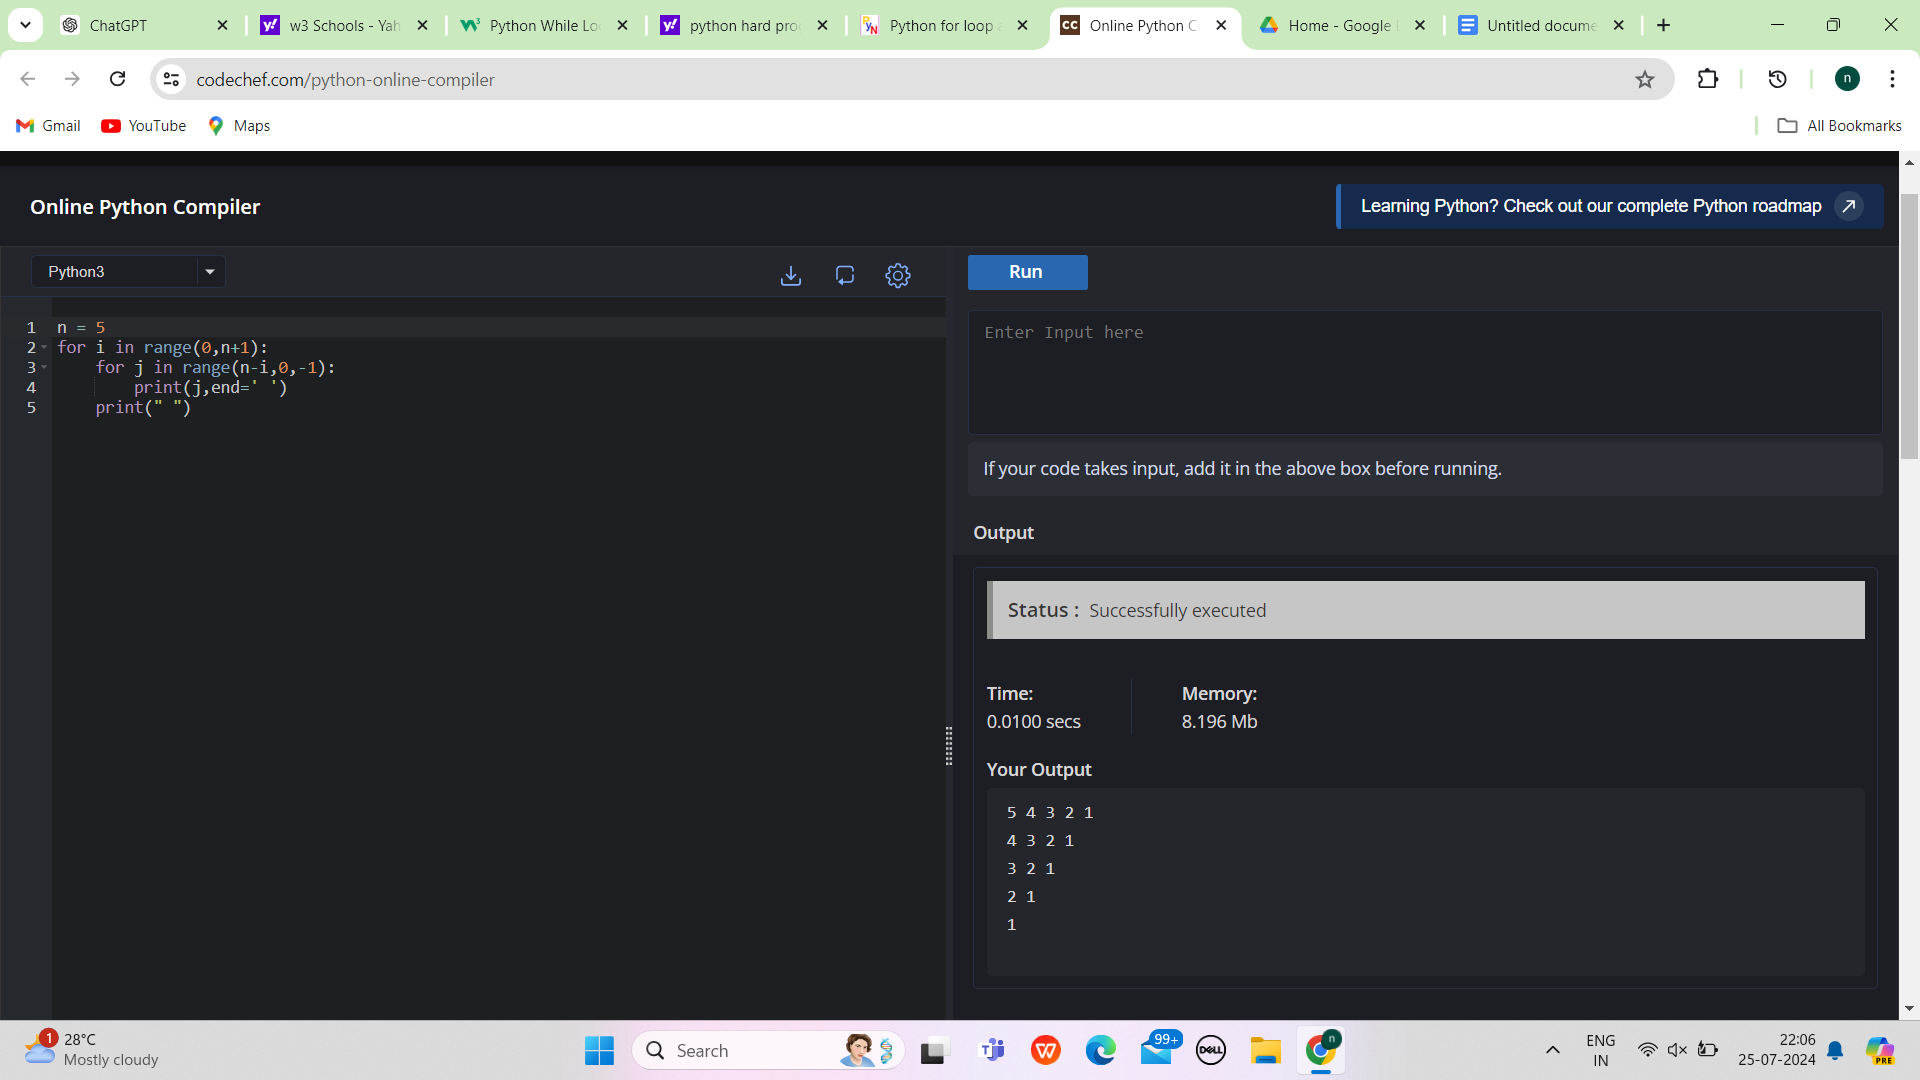 ChatGPT
w3 Schools - Yah
Python While Lo
python hard pro
Python for loop
Online Python C
Home - Google
Untitled docume
codechef.com/python-online-compiler
n
Gmail
YouTube
Maps
All Bookmarks
Online Python Compiler
Learning Python? Check out our complete Python roadmap
Python3
Run
1 n = 5
2 for i in range(0,n+1):
3     for j in range(n-i,0,-1):
4         print(j,end=' ')
5     print(" ")
Enter Input here
If your code takes input, add it in the above box before running.
Output
Status : Successfully executed
Time:
0.0100 secs
Memory:
8.196 Mb
Your Output
5 4 3 2 1
4 3 2 1
3 2 1
2 1
1
1
28°C
Mostly cloudy
Search
99+
DELL
n
ENG
IN
22:06
25-07-2024
PRE